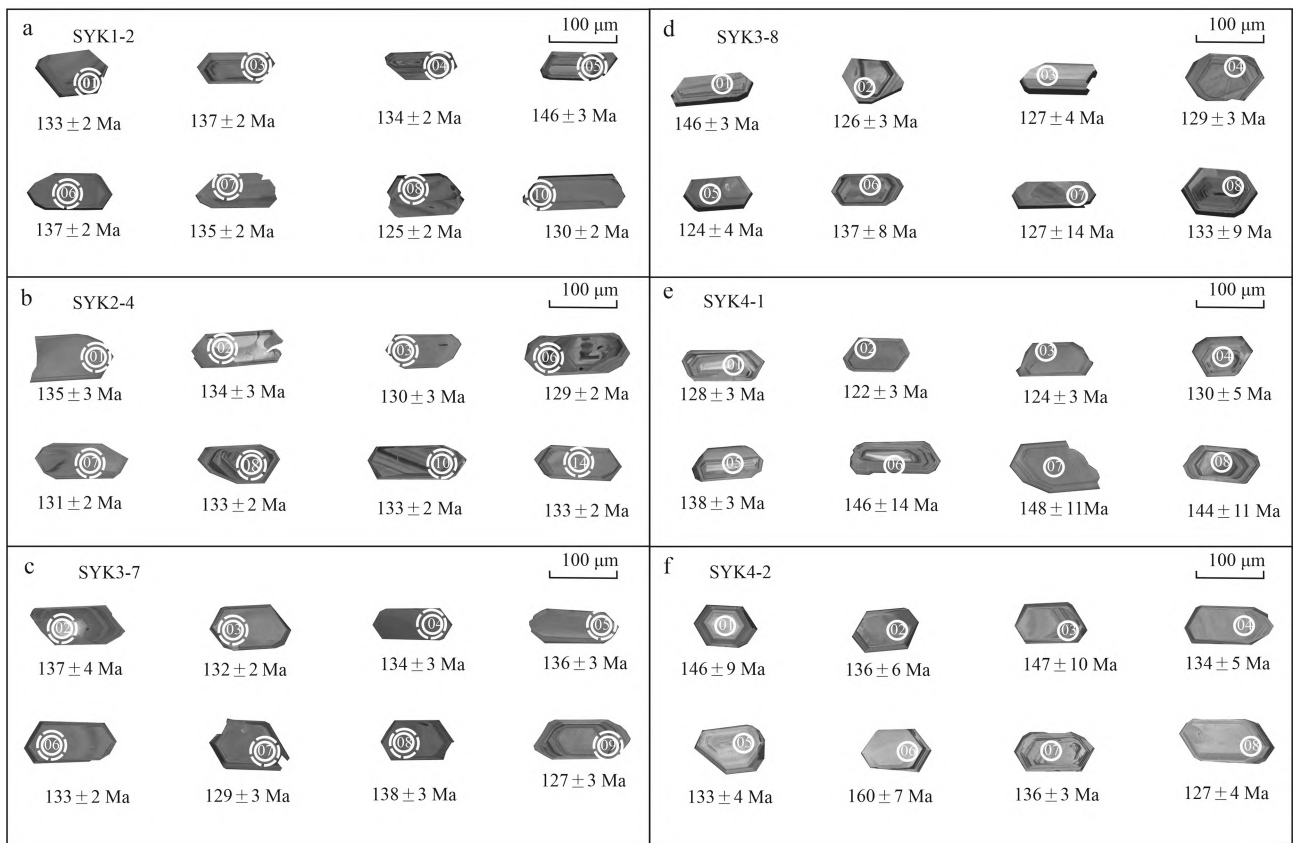 a
SYK1-2
100 μm
01
03
04
05
133±2 Ma
137±2 Ma
134±2 Ma
146±3 Ma
06
07
08
10
137±2 Ma
135±2 Ma
125±2 Ma
130±2 Ma
b
SYK2-4
100 μm
01
02
03
06
135±3 Ma
134±3 Ma
130±3 Ma
129±2 Ma
07
08
10
14
131±2 Ma
133±2 Ma
133±2 Ma
133±2 Ma
c
SYK3-7
100 μm
02
03
04
05
137±4 Ma
132±2 Ma
134±3 Ma
136±3 Ma
06
07
08
09
133±2 Ma
129±3 Ma
138±3 Ma
127±3 Ma
d
SYK3-8
100 μm
01
02
03
04
146±3 Ma
126±3 Ma
127±4 Ma
129±3 Ma
05
06
07
08
124±4 Ma
137±8 Ma
127±14 Ma
133±9 Ma
e
SYK4-1
100 μm
01
02
03
04
128±3 Ma
122±3 Ma
124±3 Ma
130±5 Ma
05
06
07
08
138±3 Ma
146±14 Ma
148±11Ma
144±11 Ma
f
SYK4-2
100 μm
01
02
03
04
146±9 Ma
136±6 Ma
147±10 Ma
134±5 Ma
05
06
07
08
133±4 Ma
160±7 Ma
136±3 Ma
127±4 Ma